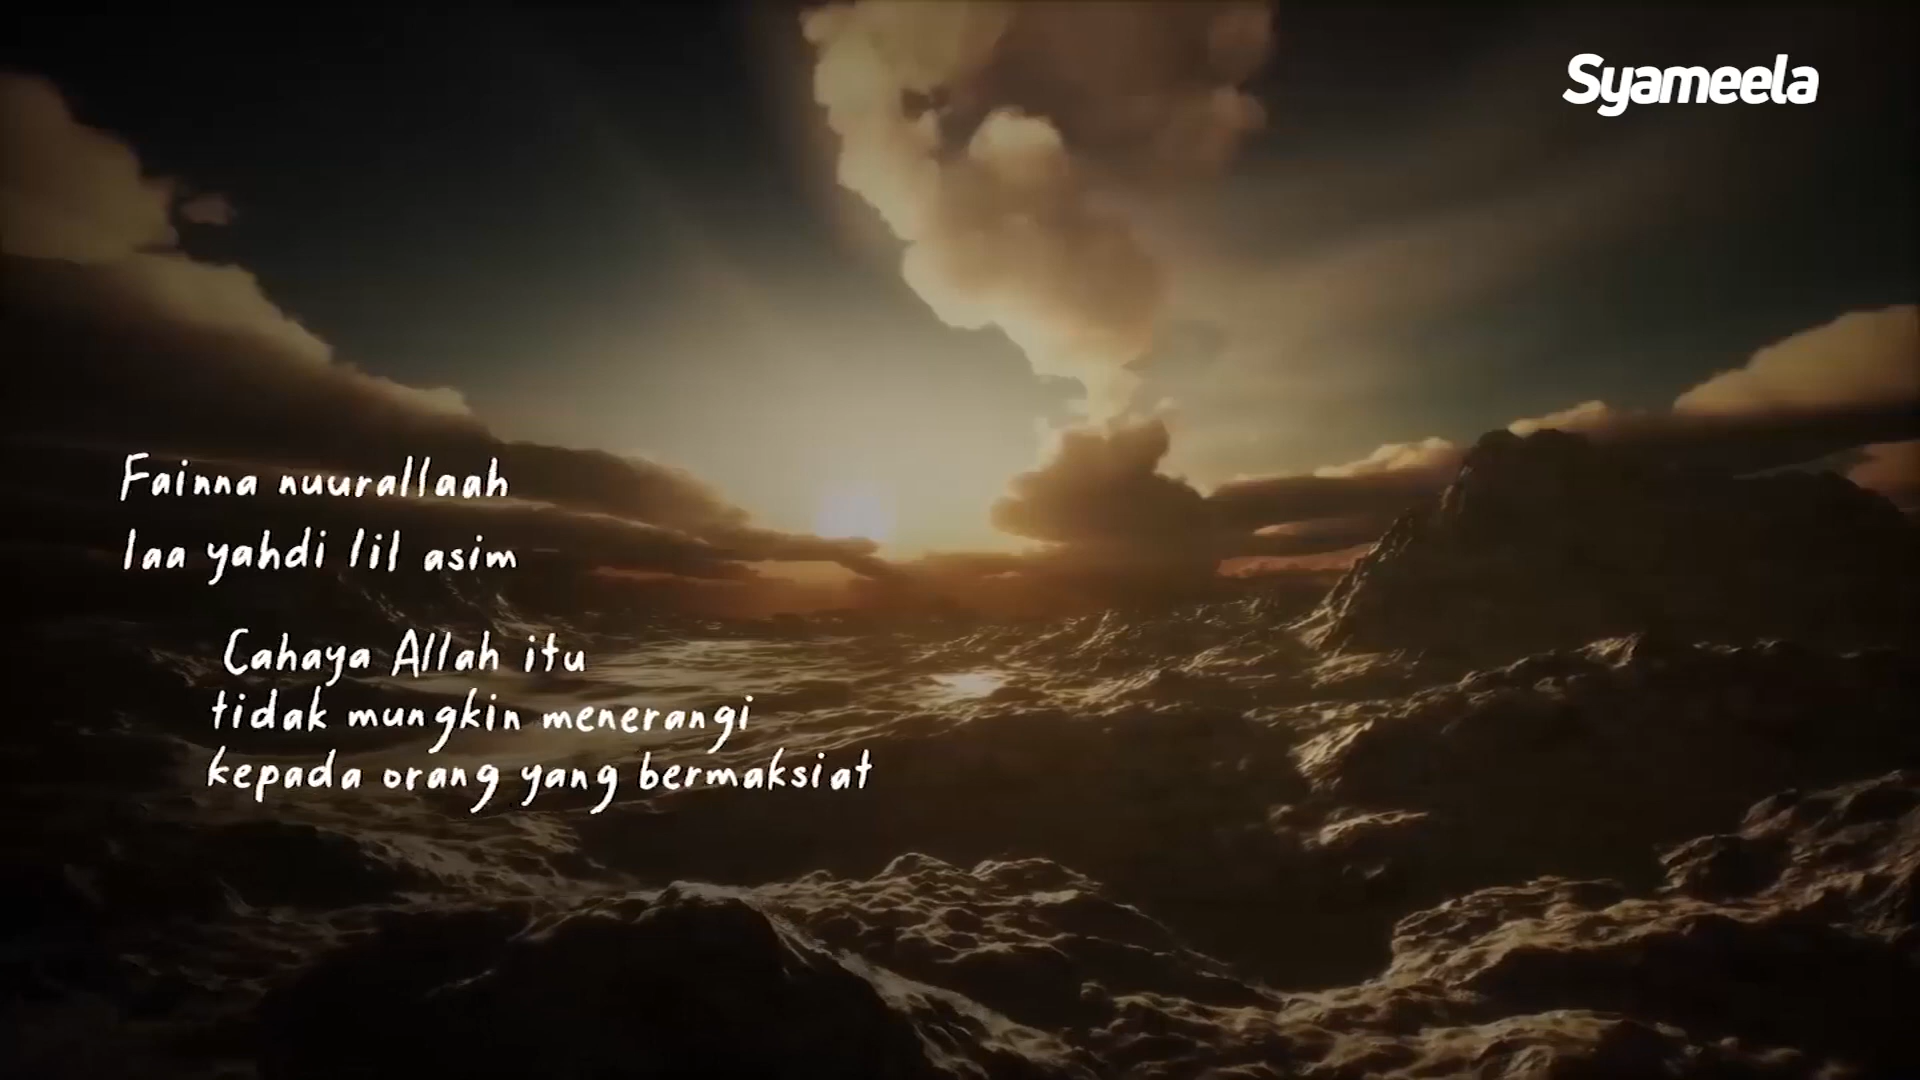 Syameela
Fainna nuurallaah
laa yahdi lil asim
Cahaya Allah itu
tidak mungkin menerangi
kepada orang yang bermaksiat